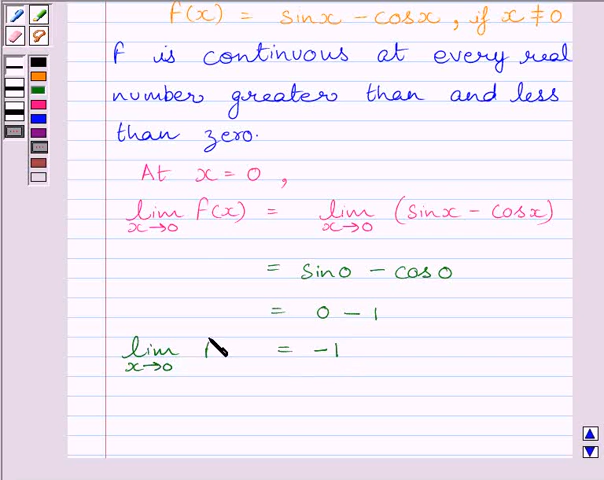 f(x) = sinx - cosx, if x ≠ 0
f is continuous at every real
number greater than and less
than zero.
At x = 0,
lim x→0 f(x) = lim x→0 (sinx - cosx)
= sin0 - cos0
= 0 - 1
lim x→0 = -1